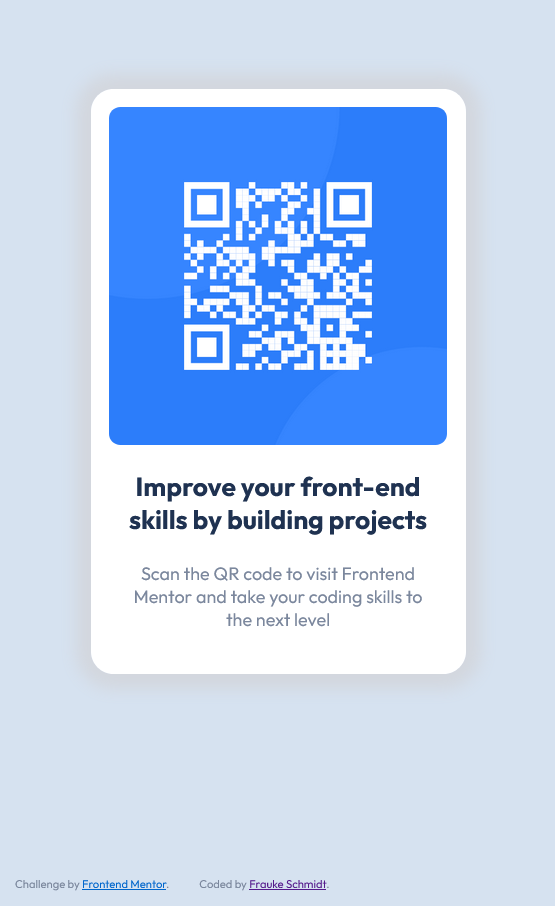 Improve your front-end
skills by building projects
Scan the QR code to visit Frontend
Mentor and take your coding skills to
the next level
Challenge by Frontend Mentor. Coded by Frauke Schmidt.